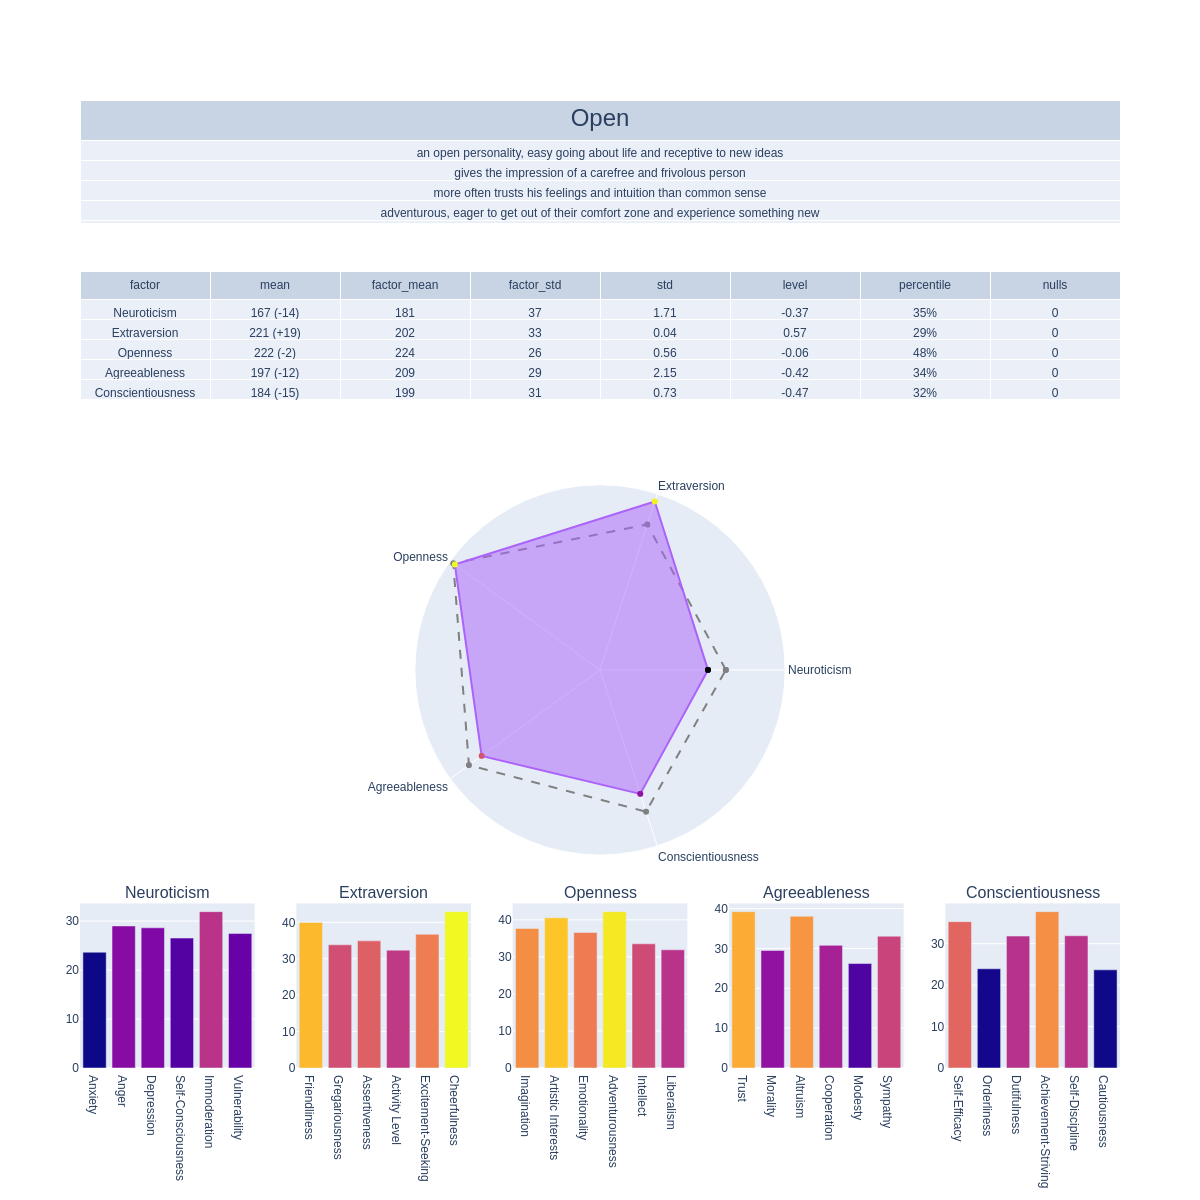 Open
an open personality, easy going about life and receptive to new ideas
gives the impression of a carefree and frivolous person
more often trusts his feelings and intuition than common sense
adventurous, eager to get out of their comfort zone and experience something new
factor mean factor_mean factor_std std level percentile nulls
Neuroticism 167 (-14) 181 37 1.71 -0.37 35% 0
Extraversion 221 (+19) 202 33 0.04 0.57 29% 0
Openness 222 (-2) 224 26 0.56 -0.06 48% 0
Agreeableness 197 (-12) 209 29 2.15 -0.42 34% 0
Conscientiousness 184 (-15) 199 31 0.73 -0.47 32% 0
Extraversion
Openness
Neuroticism
Agreeableness
Conscientiousness
Neuroticism
30
20
10
0
Anxiety
Anger
Depression
Self-Consciousness
Immoderation
Vulnerability
Extraversion
40
30
20
10
0
Friendliness
Gregariousness
Assertiveness
Activity Level
Excitement-Seeking
Cheerfulness
Openness
40
30
20
10
0
Imagination
Artistic Interests
Emotionality
Adventurousness
Intellect
Liberalism
Agreeableness
40
30
20
10
0
Trust
Morality
Altruism
Cooperation
Modesty
Sympathy
Conscientiousness
30
20
10
0
Self-Efficacy
Orderliness
Dutifulness
Achievement-Striving
Self-Discipline
Cautiousness